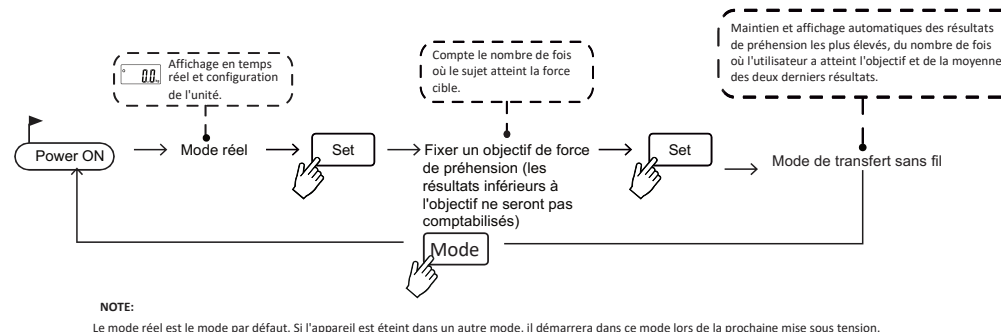 Affichage en temps
réel et configuration
de l'unité.
0.0
Compte le nombre de fois
où le sujet atteint la force
cible.
Maintien et affichage automatiques des résultats
de préhension les plus élevés, du nombre de fois
où l'utilisateur a atteint l'objectif et de la moyenne
des deux derniers résultats.
Power ON
Mode réel
Set
Fixer un objectif de force
de préhension (les
résultats inférieurs à
l'objectif ne seront pas
comptabilisés)
Set
Mode de transfert sans fil
Mode
NOTE:
Le mode réel est le mode par défaut. Si l'appareil est éteint dans un autre mode, il démarrera dans ce mode lors de la prochaine mise sous tension.